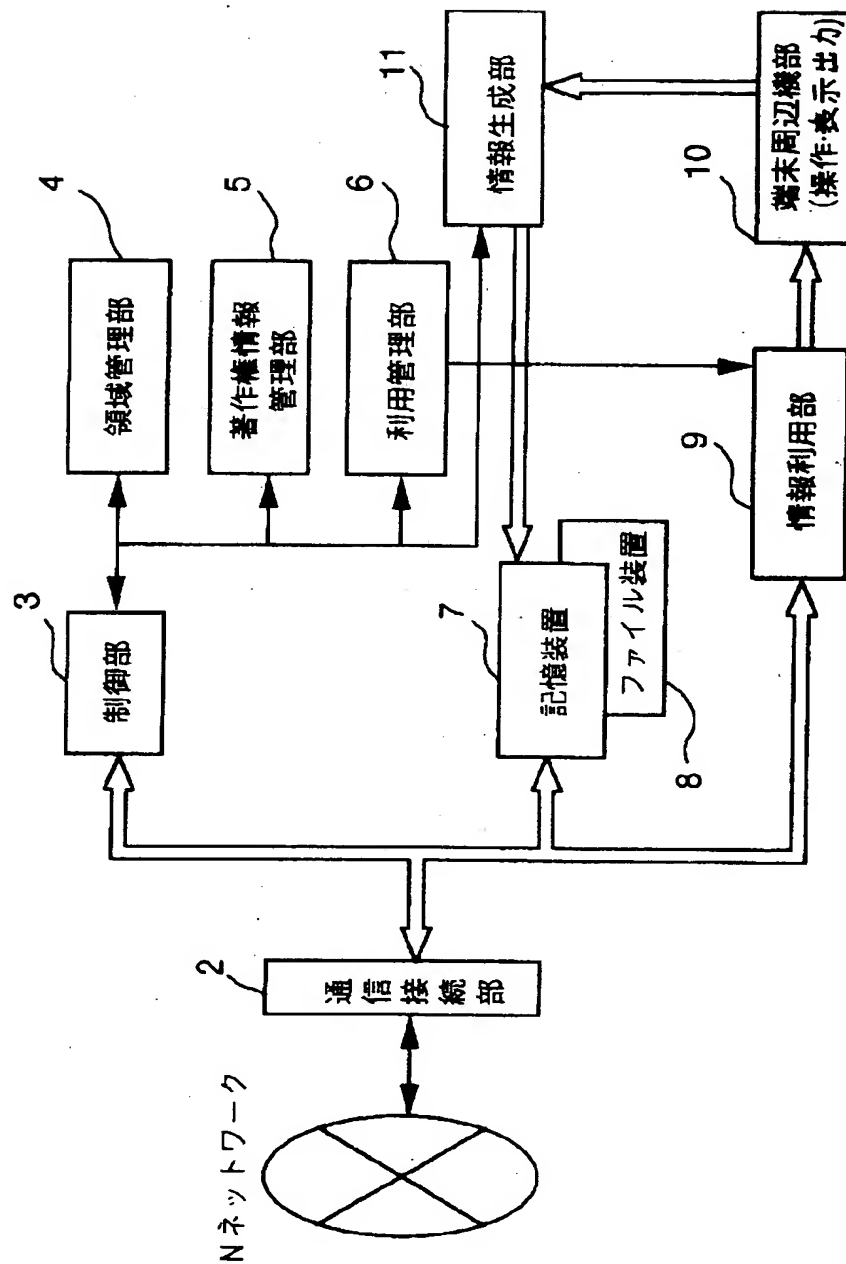 Nネットワーク
2
通信接続部
3
制御部
4
領域管理部
5
著作権情報
管理部
6
利用管理部
7
記憶装置
ファイル装置
8
9
情報利用部
10
端末周辺機部
(操作・表示出力)
11
情報生成部